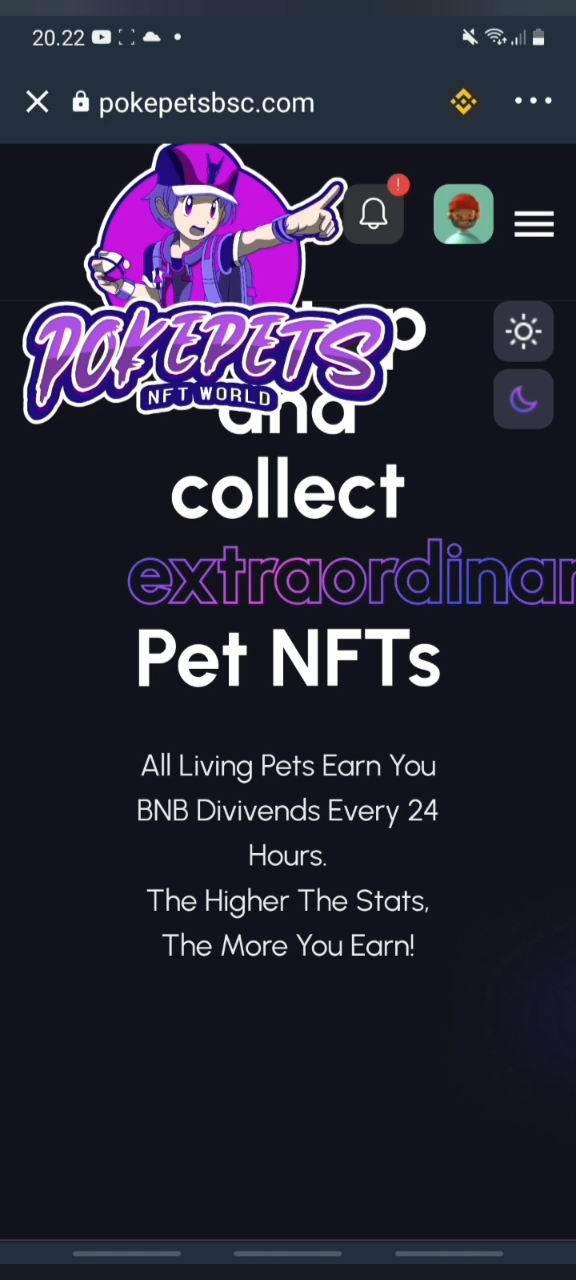 20.22
pokepetsbsc.com
!
POKEPETS
NFT WORLD
and
collect
extraordinar
Pet NFTs
All Living Pets Earn You
BNB Divivends Every 24
Hours.
The Higher The Stats,
The More You Earn!